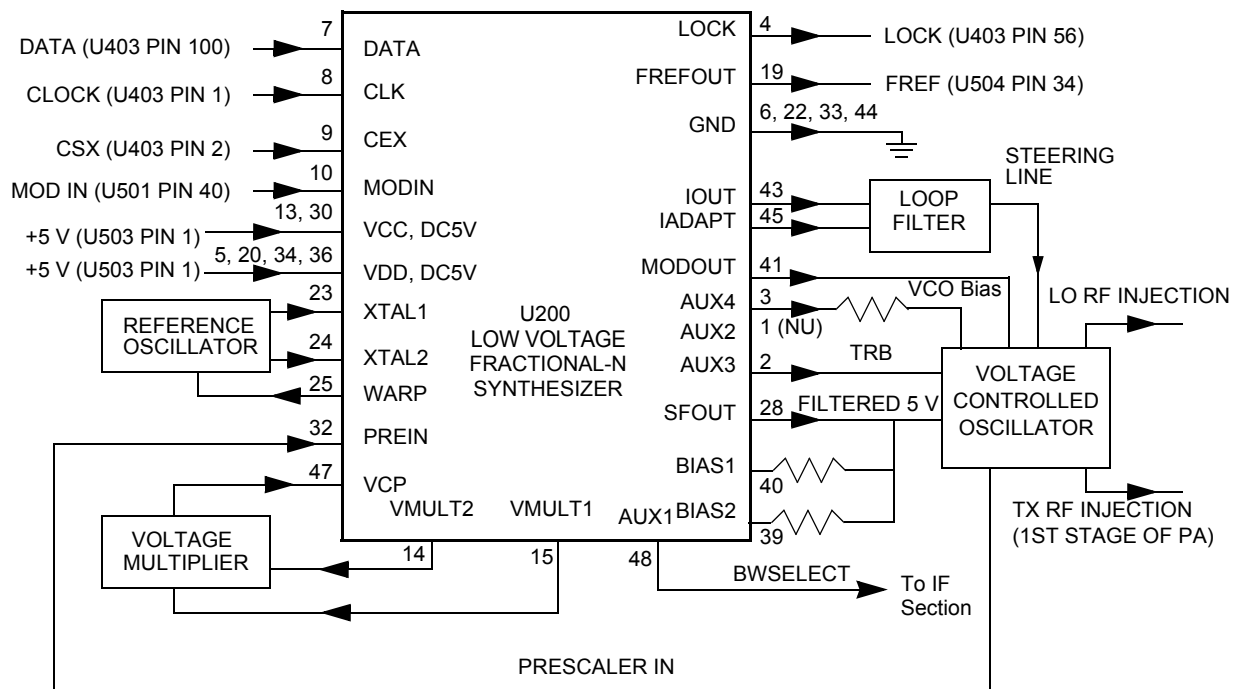 DATA (U403 PIN 100)
7
DATA
CLOCK (U403 PIN 1)
8
CLK
CSX (U403 PIN 2)
9
CEX
MOD IN (U501 PIN 40)
10
MODIN
+5 V (U503 PIN 1)
13, 30
VCC, DC5V
+5 V (U503 PIN 1)
5, 20, 34, 36
VDD, DC5V
REFERENCE
OSCILLATOR
23
XTAL1
24
XTAL2
25
WARP
32
PREIN
47
VCP
VOLTAGE
MULTIPLIER
VMULT2
14
VMULT1
15
U200
LOW VOLTAGE
FRACTIONAL-N
SYNTHESIZER
LOCK
4
LOCK (U403 PIN 56)
FREFOUT
19
FREF (U504 PIN 34)
GND
6, 22, 33, 44
IOUT
43
IADAPT
45
LOOP
FILTER
STEERING
LINE
MODOUT
41
AUX4
3
VCO Bias
AUX2
1 (NU)
AUX3
2
TRB
SFOUT
28
FILTERED 5 V
BIAS1
40
BIAS2
39
AUX1
48
BWSELECT
To IF
Section
VOLTAGE
CONTROLLED
OSCILLATOR
LO RF INJECTION
TX RF INJECTION
(1ST STAGE OF PA)
PRESCALER IN